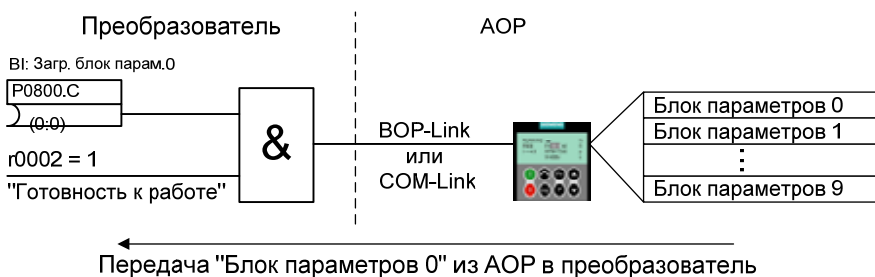 Преобразователь
AOP
BI: Загр. блок парам.0
P0800.C
(0:0)
r0002 = 1
"Готовность к работе"
&
BOP-Link
или
COM-Link
Блок параметров 0
Блок параметров 1
⋮
Блок параметров 9
Передача "Блок параметров 0" из AOP в преобразователь